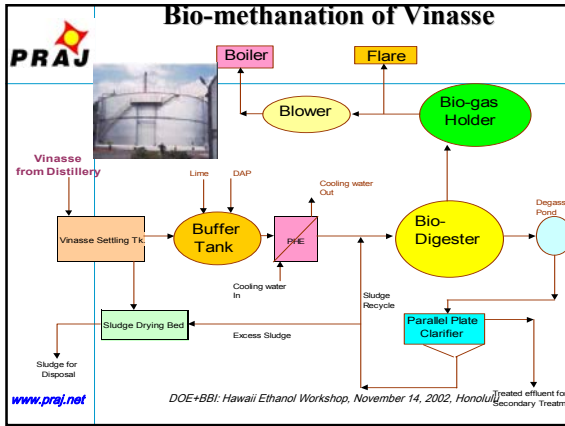 Bio-methanation of Vinasse
PRAJ
Boiler
Flare
Blower
Bio-gas
Holder
Vinasse
from Distillery
Lime
DAP
Cooling water
Out
Degass
Pond
Vinasse Settling Tk.
Buffer
Tank
PHE
Bio-
Digester
Cooling water
In
Sludge
Recycle
Sludge Drying Bed
Excess Sludge
Parallel Plate
Clarifier
Sludge for
Disposal
Treated effluent for
Secondary Treatm
www.praj.net
DOE+BBI: Hawaii Ethanol Workshop, November 14, 2002, Honolulu